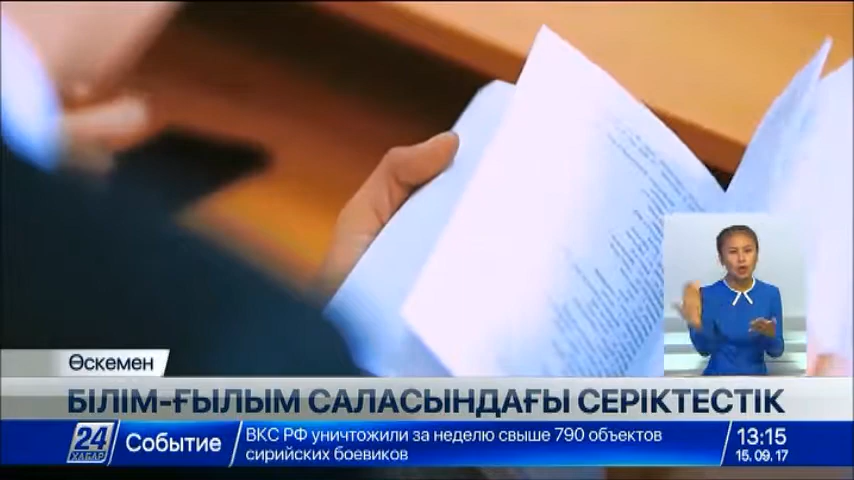 Өскемен
БІЛІМ-ҒЫЛЫМ САЛАСЫНДАҒЫ СЕРІКТЕСТІК
24
ХАБАР
Событие
ВКС РФ уничтожили за неделю свыше 790 объектов
сирийских боевиков
13:15
15.09.17